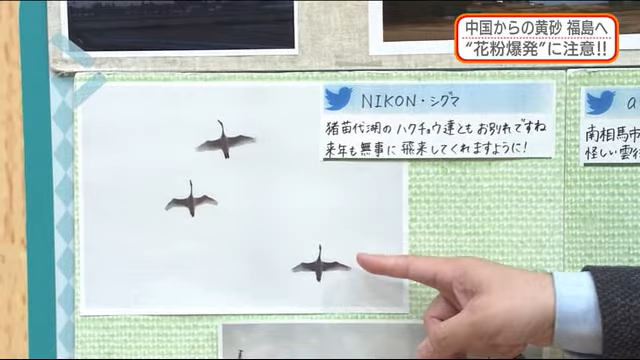 中国からの黄砂 福島へ
“花粉爆発”に注意!!
NIKON・シグマ
猪苗代湖の ハクチョウ達とも お別れですね
来年も 無事に 飛来してくれますように!
a
南相馬市
怪しい雲行